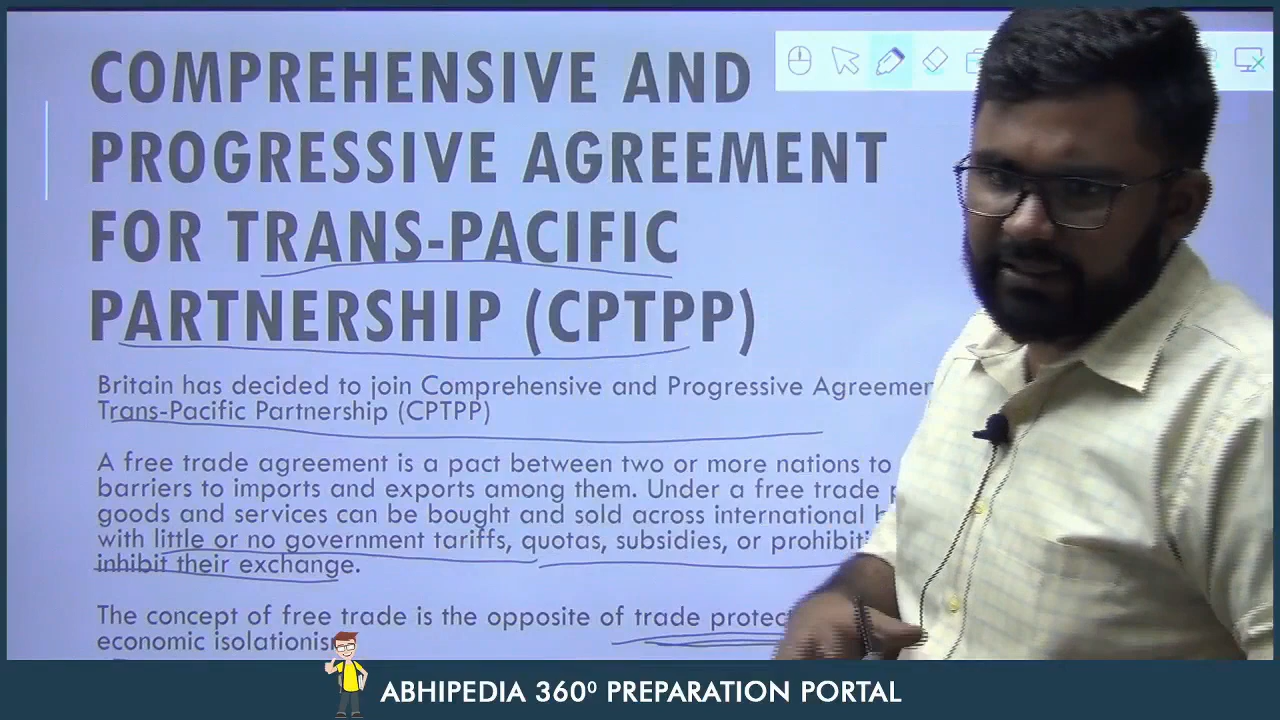 COMPREHENSIVE AND
PROGRESSIVE AGREEMENT
FOR TRANS-PACIFIC
PARTNERSHIP (CPTPP)
Britain has decided to join Comprehensive and Progressive
Trans-Pacific Partnership (CPTPP)
A free trade agreement is a pact between two or more nations to
barriers to imports and exports among them. Under a free trade
goods and services can be bought and sold across international
with little or no government tariffs, quotas, subsidies, or
inhibit their exchange.
The concept of free trade is the opposite of trade
economic
ABHIPEDIA 360⁰ PREPARATION PORTAL